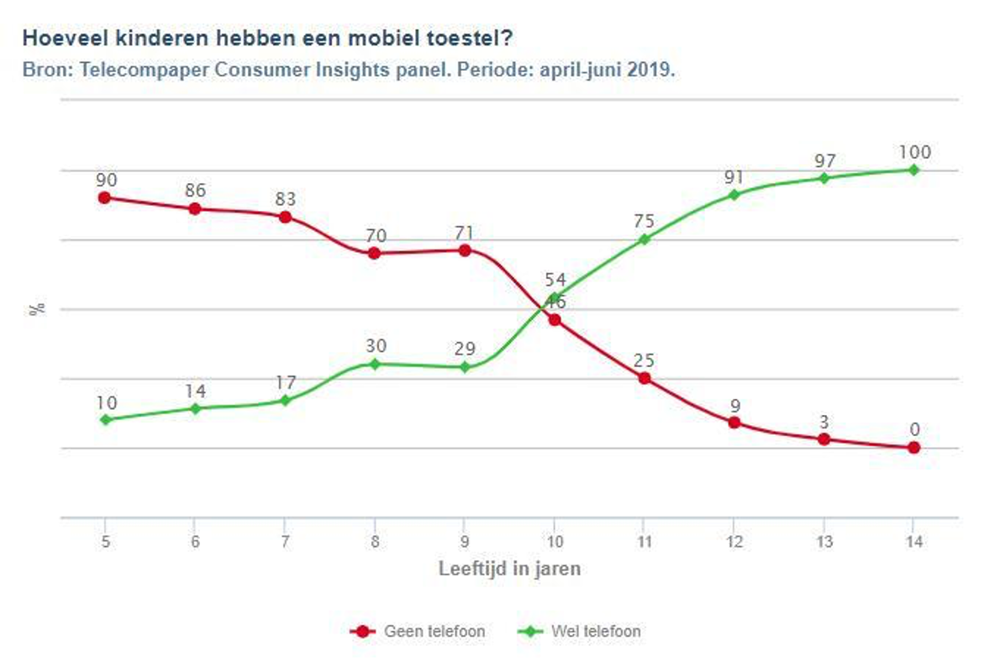 Hoeveel kinderen hebben een mobiel toestel?
Bron: Telecompaper Consumer Insights panel. Periode: april-juni 2019.
90 86 83 70 71 46 25 9 3 0
10 14 17 30 29 54 75 91 97 100
%
5 6 7 8 9 10 11 12 13 14
Leeftijd in jaren
Geen telefoon Wel telefoon